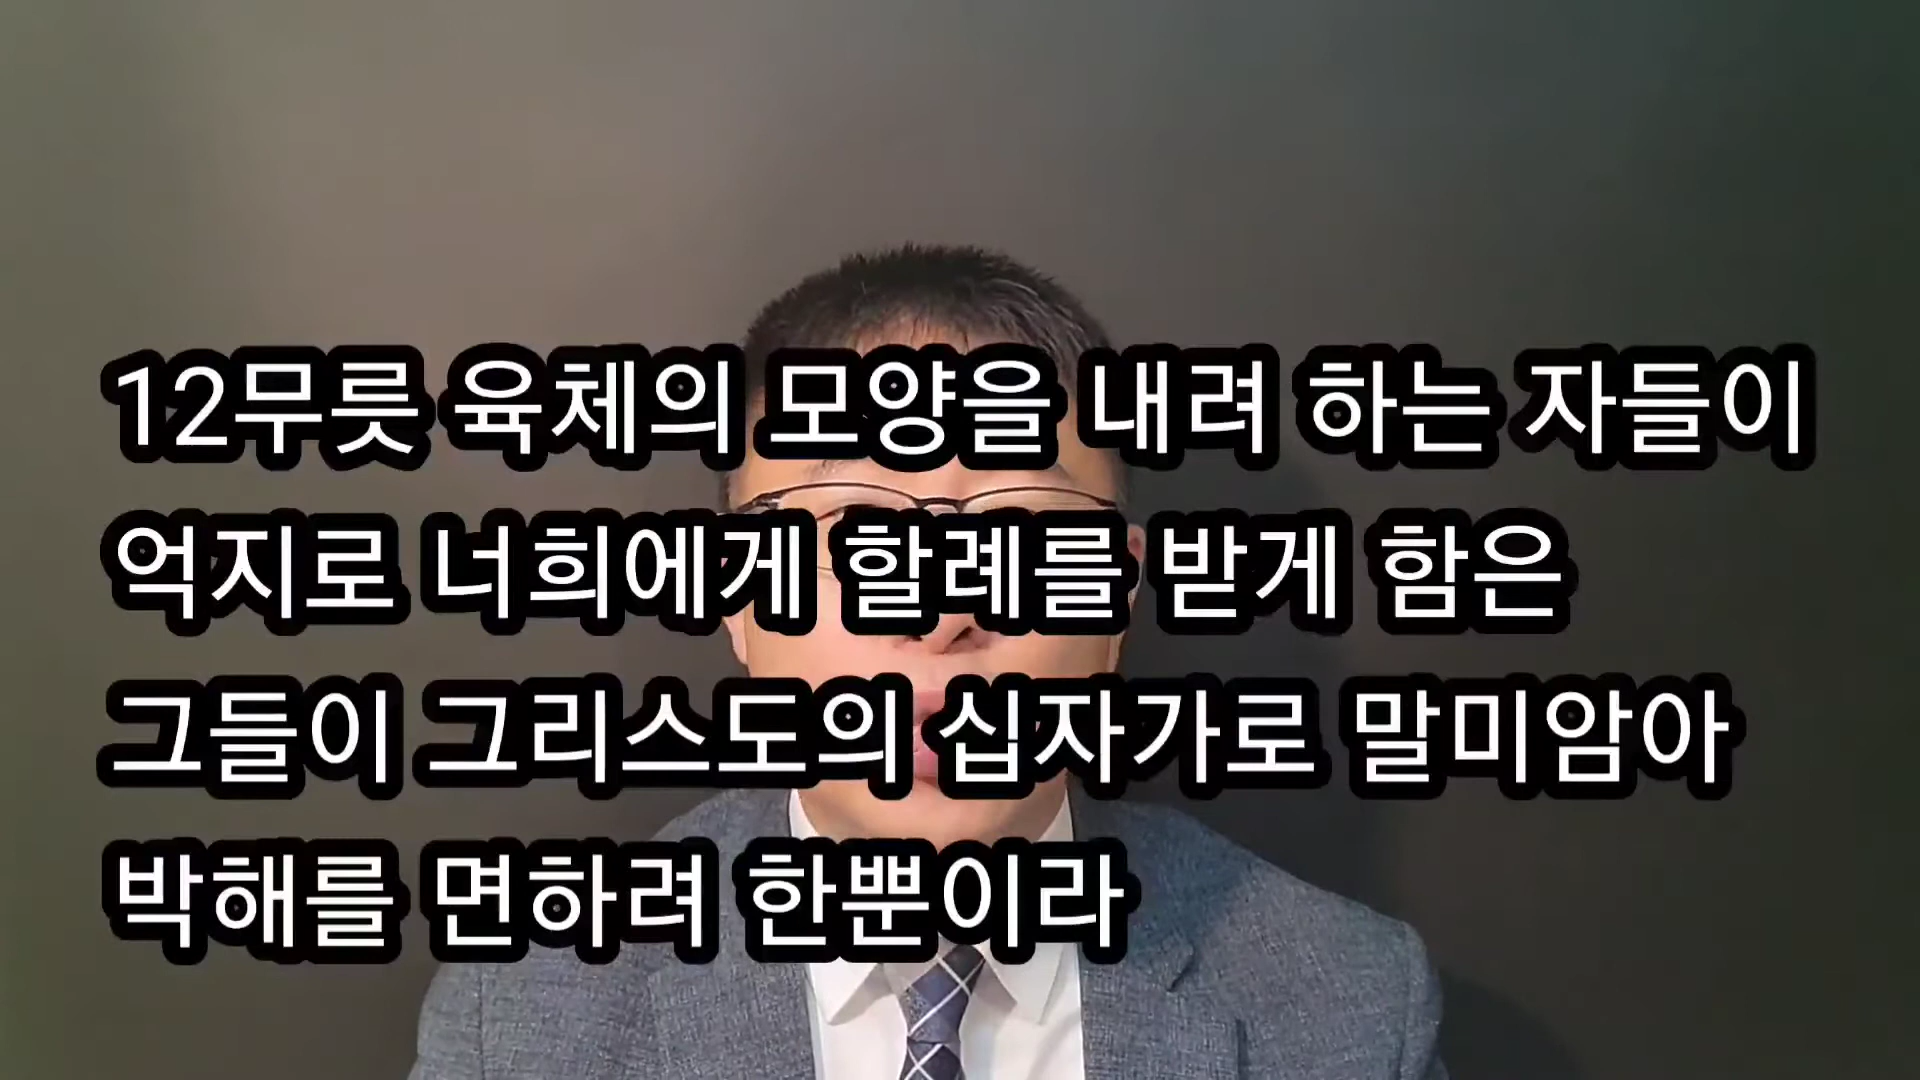 12무릇 육체의 모양을 내려 하는 자들이
억지로 너희에게 할례를 받게 함은
그들이 그리스도의 십자가로 말미암아
박해를 면하려 한뿐이라